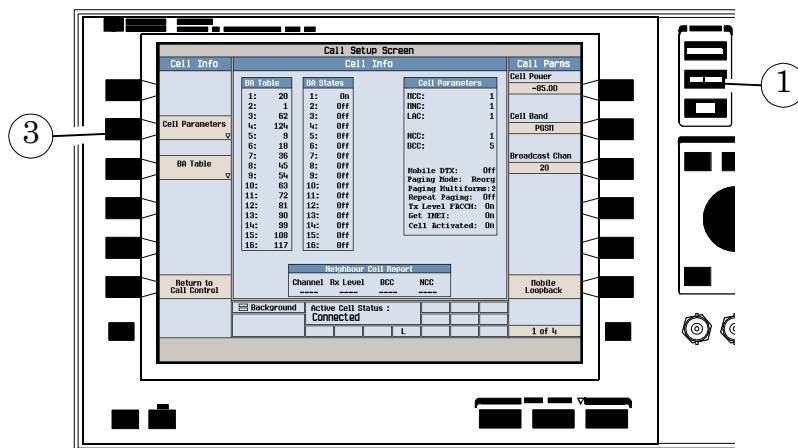 Call Setup Screen
Cell Info
Cell Info
Call Parms
Cell Parameters
BA Table
Return to
Call Control
BA Table
1: 20
2: 1
3: 62
4: 124
5: 9
6: 18
7: 36
8: 45
9: 54
10: 63
11: 72
12: 81
13: 90
14: 99
15: 108
16: 117
BA States
1: On
2: Off
3: Off
4: Off
5: Off
6: Off
7: Off
8: Off
9: Off
10: Off
11: Off
12: Off
13: Off
14: Off
15: Off
16: Off
Cell Parameters
MCC: 1
MNC: 1
LAC: 1
NCC: 1
BCC: 5
Mobile DTX: Off
Paging Mode: Reorg
Paging Multiforms:2
Repeat Paging: Off
Tx Level FACCH: On
Get IMEI: On
Cell Activated: On
Neighbour Cell Report
Channel Rx Level BCC NCC
---- ---- ---- ----
Background
Active Cell Status :
Connected
L
Cell Power
-85.00
Cell Band
PGSM
Broadcast Chan
20
Mobile
Loopback
1 of 4
1
3